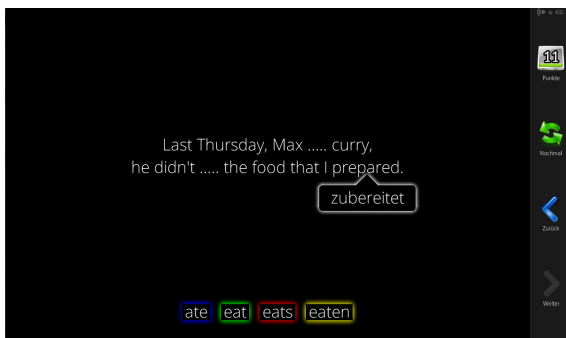 11
Punkte
Last Thursday, Max ..... curry,
he didn't ..... the food that I prepared.
zubereitet
Nochmal
Zurück
Weiter
ate eat eats eaten